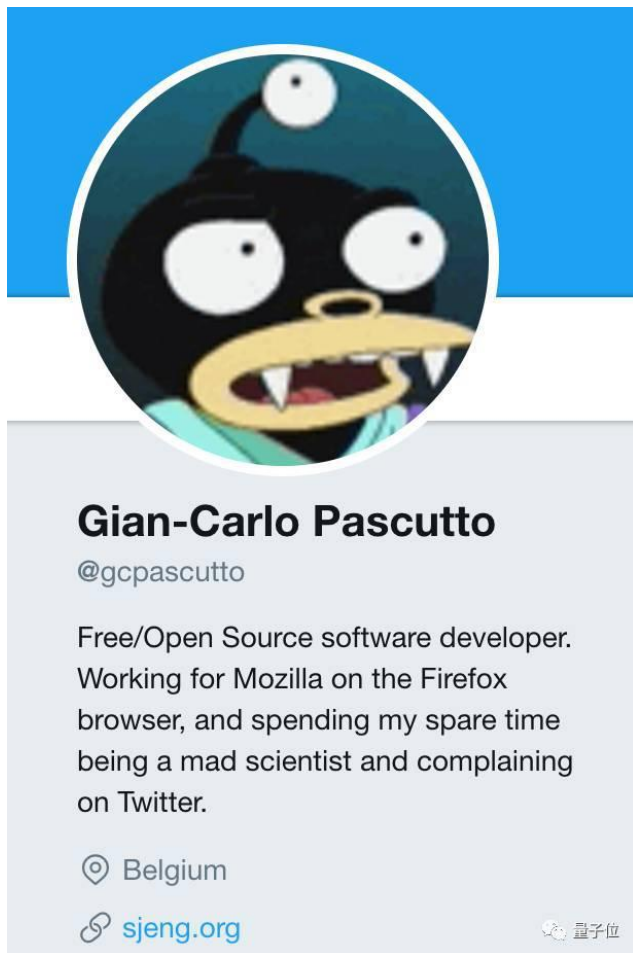 Gian-Carlo Pascutto
@gcpascutto
Free/Open Source software developer.
Working for Mozilla on the Firefox
browser, and spending my spare time
being a mad scientist and complaining
on Twitter.
Belgium
sjeng.org
量子位